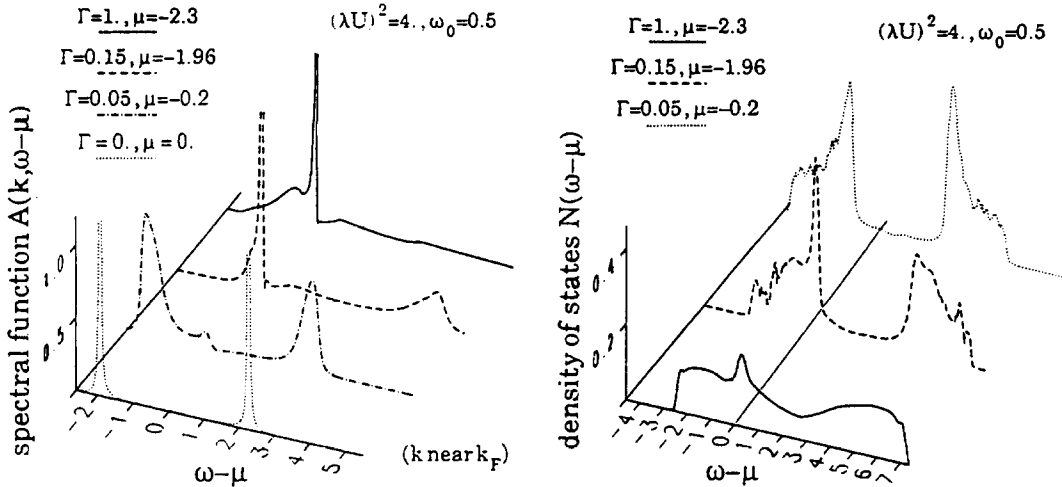 Γ=1., μ=−2.3
(λU)²=4., ω₀=0.5
Γ=0.15, μ=−1.96
Γ=0.05, μ=−0.2
Γ=0., μ=0.
spectral function A(k,ω−μ)
1.0
0.5
−2
−1
0
1
2
3
4
5
ω−μ
(k near k_F)
Γ=1., μ=−2.3
(λU)²=4., ω₀=0.5
Γ=0.15, μ=−1.96
Γ=0.05, μ=−0.2
density of states N(ω−μ)
0.4
0.2
−4
−3
−2
−1
0
1
2
3
4
5
6
7
ω−μ